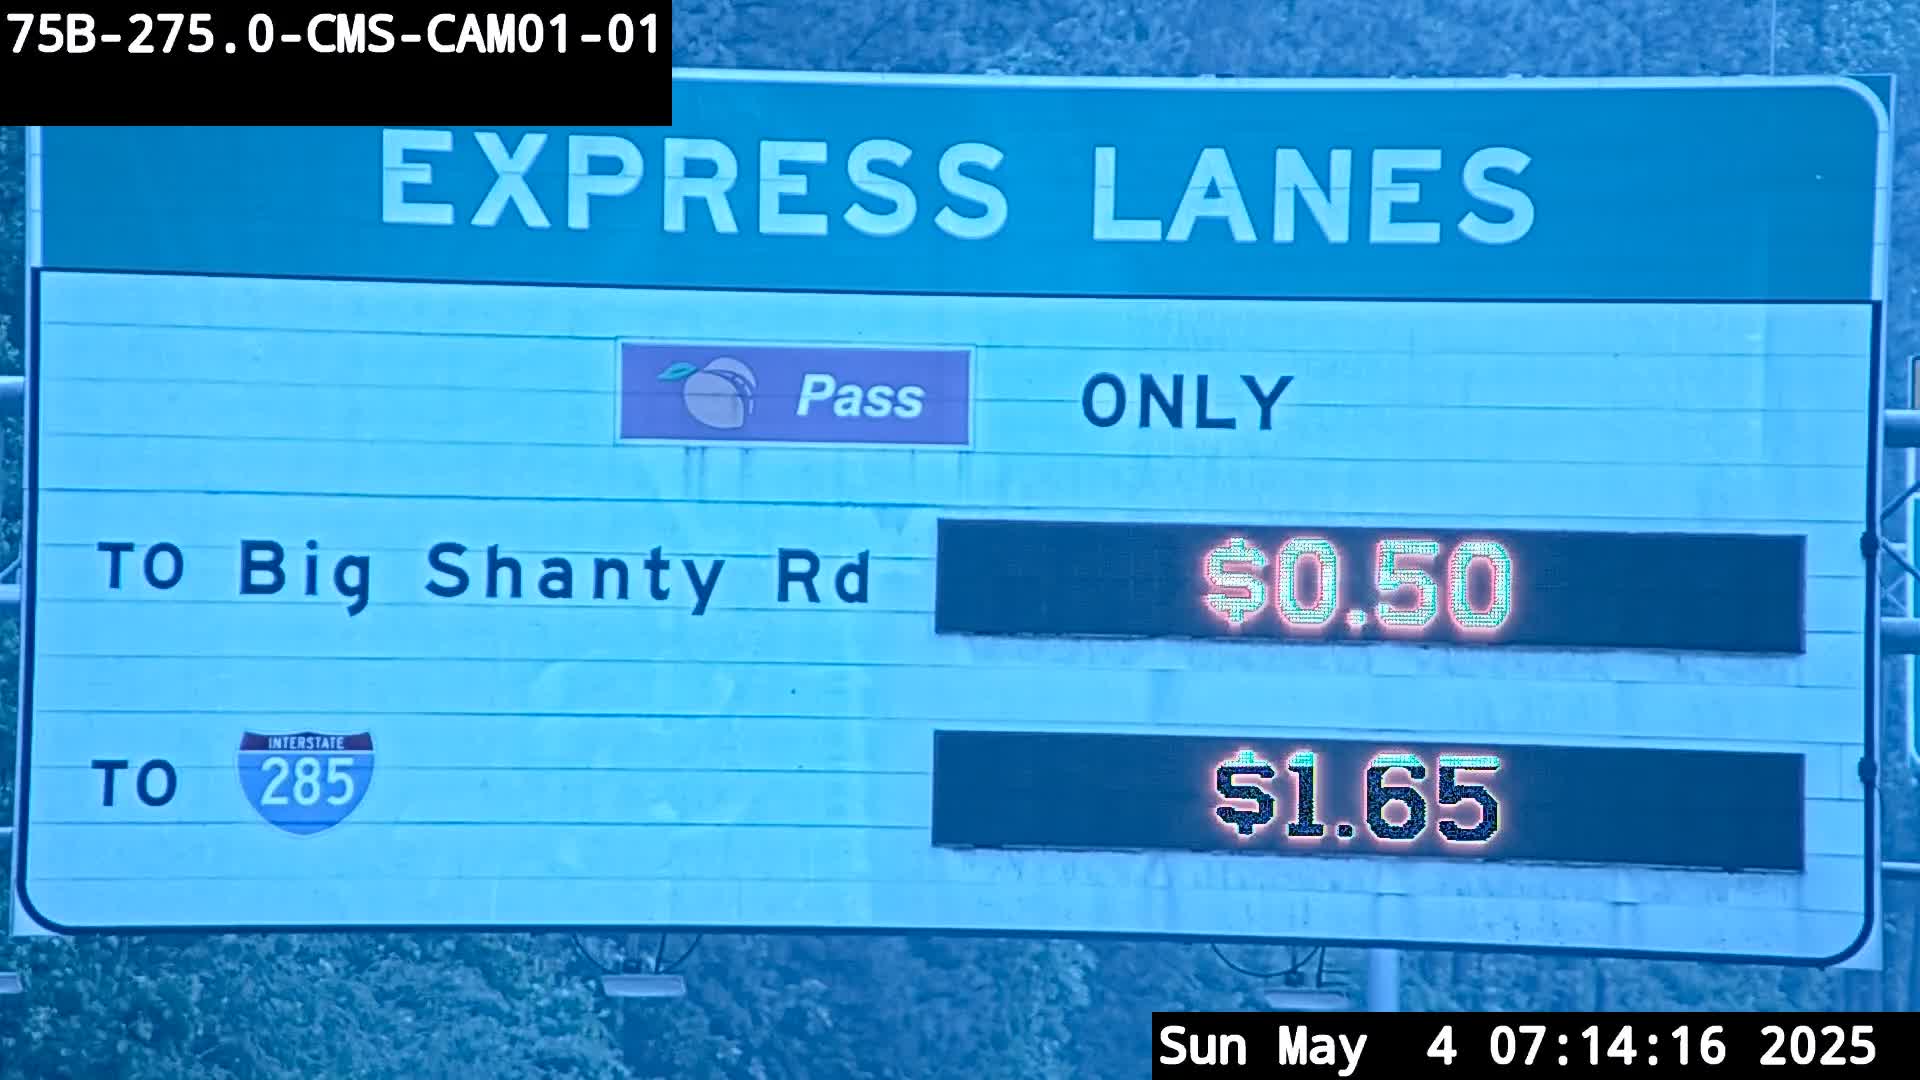 75B-275.0-CMS-CAM01-01
EXPRESS LANES
Pass ONLY
TO Big Shanty Rd $0.50
TO INTERSTATE 285 $1.65
Sun May 4 07:14:16 2025